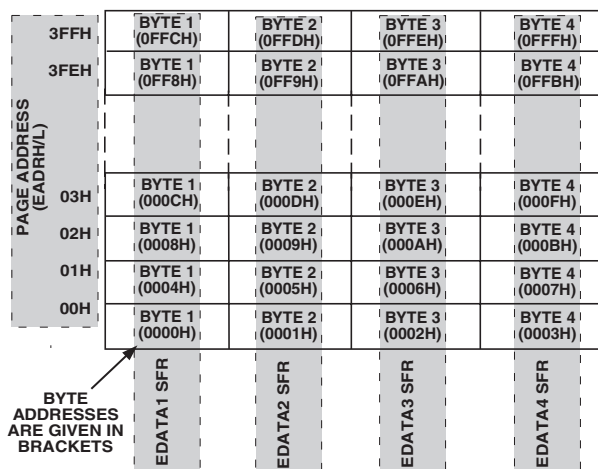 3FFH
BYTE 1 BYTE 2 BYTE 3 BYTE 4
(0FFCH) (0FFDH) (0FFEH) (0FFFH)
3FEH
BYTE 1 BYTE 2 BYTE 3 BYTE 4
(0FF8H) (0FF9H) (0FFAH) (0FFBH)
PAGE ADDRESS
(EADRH/L)
03H
BYTE 1 BYTE 2 BYTE 3 BYTE 4
(000CH) (000DH) (000EH) (000FH)
02H
BYTE 1 BYTE 2 BYTE 3 BYTE 4
(0008H) (0009H) (000AH) (000BH)
01H
BYTE 1 BYTE 2 BYTE 3 BYTE 4
(0004H) (0005H) (0006H) (0007H)
00H
BYTE 1 BYTE 2 BYTE 3 BYTE 4
(0000H) (0001H) (0002H) (0003H)
BYTE
ADDRESSES
ARE GIVEN IN
BRACKETS
EDATA1 SFR
EDATA2 SFR
EDATA3 SFR
EDATA4 SFR